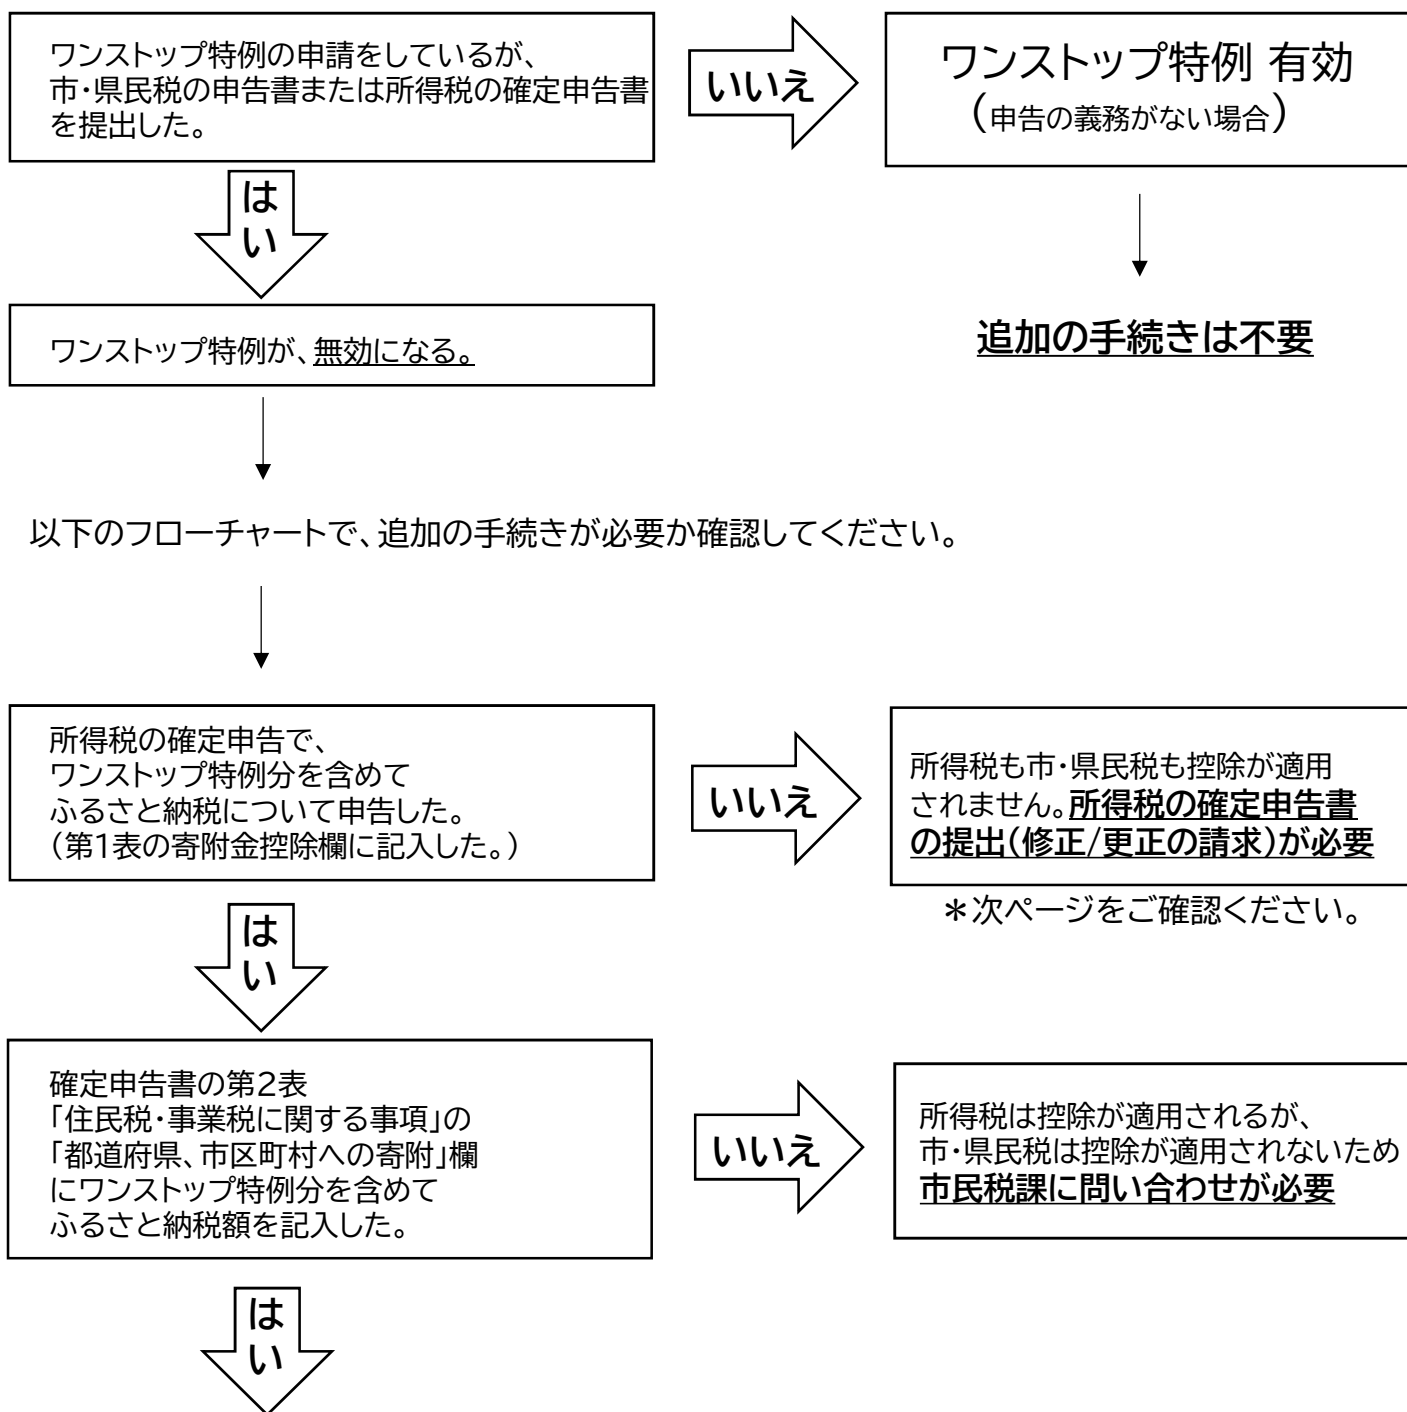 ワンストップ特例の申請をしているが、
市・県民税の申告書または所得税の確定申告書
を提出した。
いいえ
ワンストップ特例 有効
(申告の義務がない場合)
はい
追加の手続きは不要
ワンストップ特例が、無効になる。
以下のフローチャートで、追加の手続きが必要か確認してください。
所得税の確定申告で、
ワンストップ特例分を含めて
ふるさと納税について申告した。
(第1表の寄附金控除欄に記入した。)
いいえ
所得税も市・県民税も控除が適用
されません。所得税の確定申告書
の提出(修正/更正の請求)が必要
＊次ページをご確認ください。
はい
確定申告書の第2表
「住民税・事業税に関する事項」の
「都道府県、市区町村への寄附」欄
にワンストップ特例分を含めて
ふるさと納税額を記入した。
いいえ
所得税は控除が適用されるが、
市・県民税は控除が適用されないため
市民税課に問い合わせが必要
はい